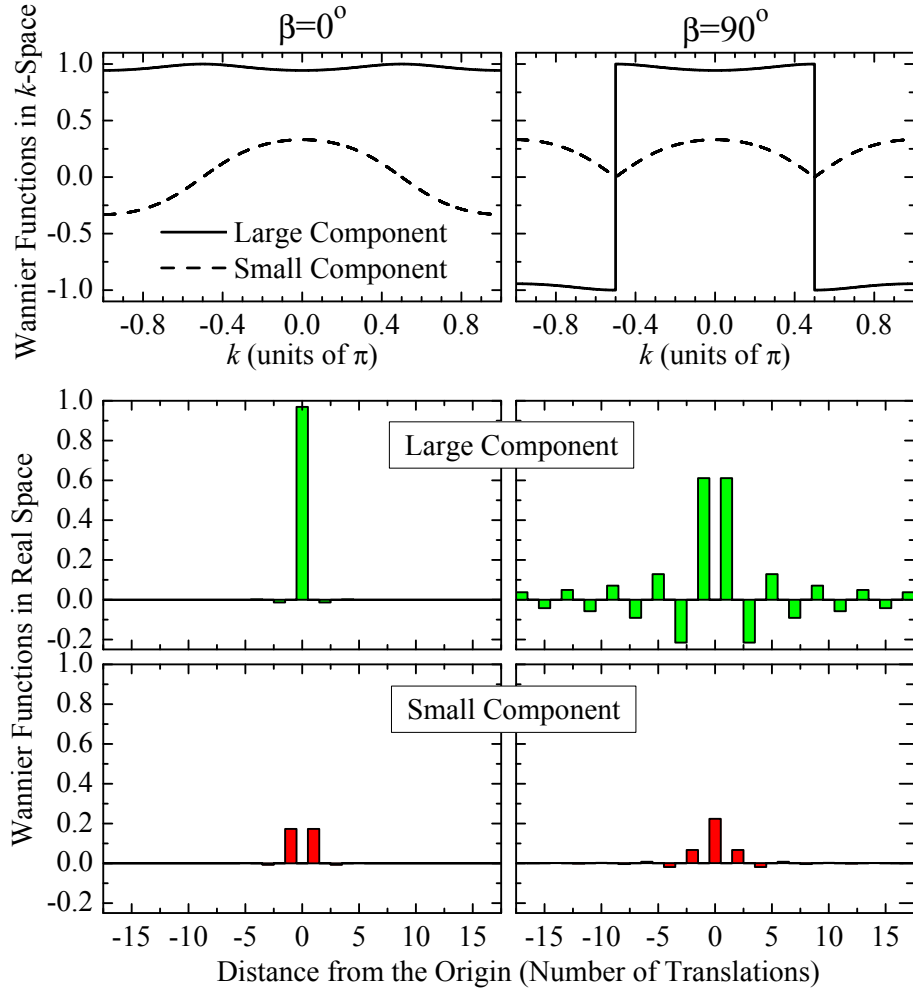 β=0°
β=90°
Wannier Functions in k-Space
1.0
0.5
0.0
-0.5
-1.0
Large Component
Small Component
-0.8 -0.4 0.0 0.4 0.8
-0.8 -0.4 0.0 0.4 0.8
k (units of π)
k (units of π)
Wannier Functions in Real Space
1.0
0.8
0.6
0.4
0.2
0.0
-0.2
Large Component
1.0
0.8
0.6
0.4
0.2
0.0
-0.2
Small Component
-15 -10 -5 0 5 10 15
-15 -10 -5 0 5 10 15
Distance from the Origin (Number of Translations)